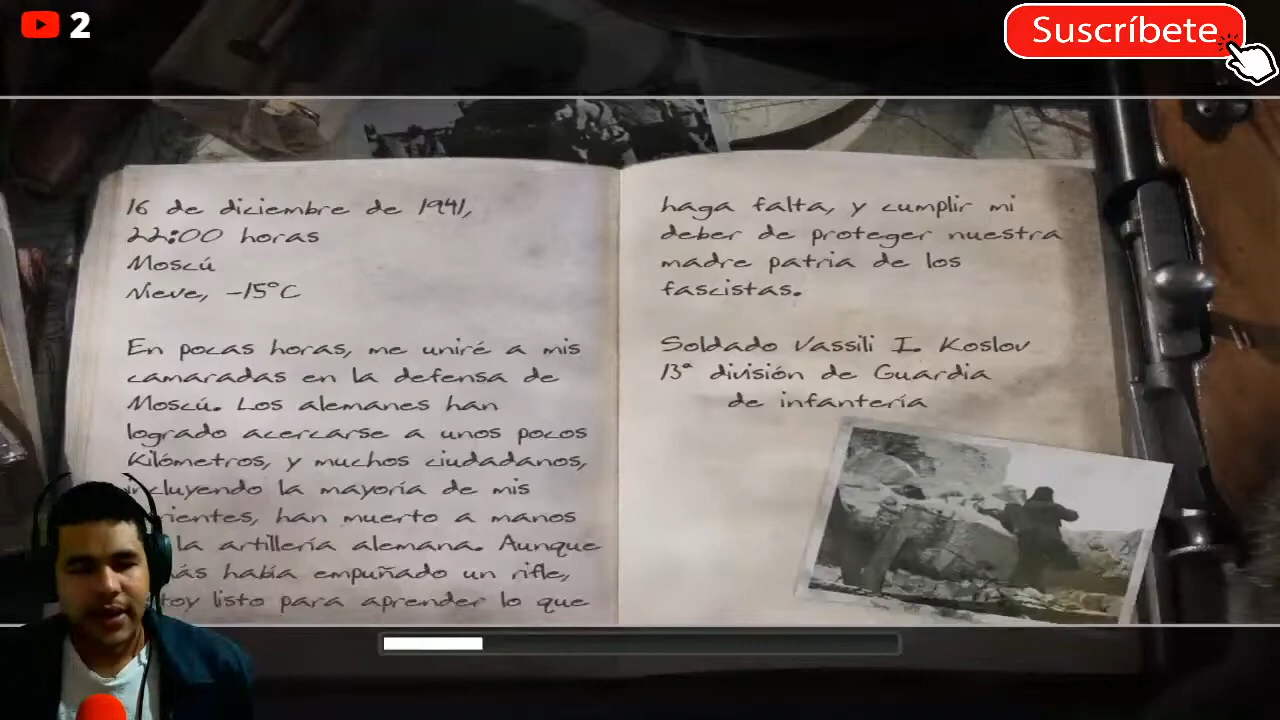 2
Suscríbete
16 de diciembre de 1941,
22:00 horas
Moscú
Nieve, -15°C
En pocas horas, me uniré a mis
camaradas en la defensa de
Moscú. Los alemanes han
logrado acercarse a unos pocos
kilómetros, y muchos ciudadanos,
la mayoría de mis
han muerto a manos
la artillería alemana. Aunque
había empuñado un rifle,
listo para aprender lo que
haga falta, y cumplir mi
deber de proteger nuestra
madre patria de los
fascistas.
Soldado Vassili I. Koslov
13ª división de Guardia
de infantería